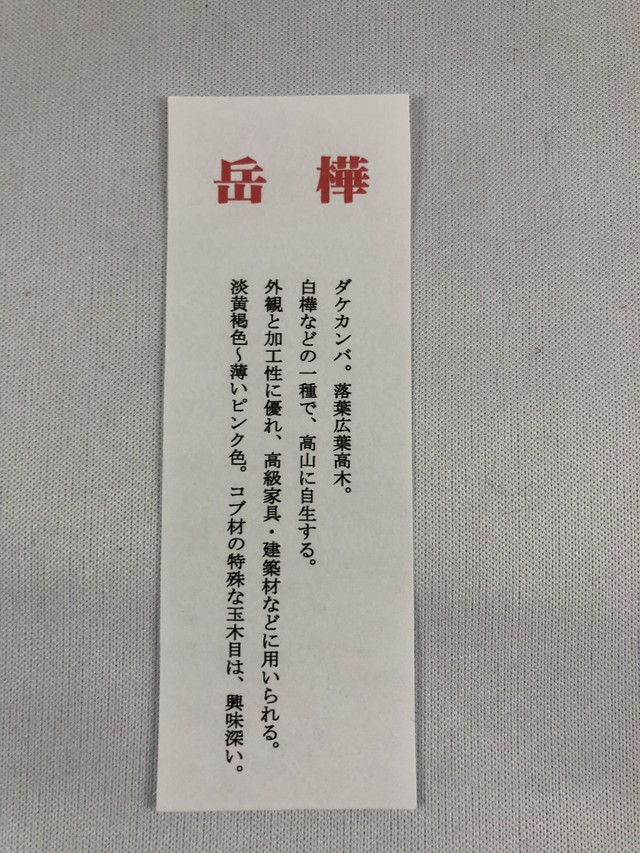 岳 樺
ダケカンバ。落葉広葉高木。
白樺などの一種で、高山に自生する。
外観と加工性に優れ、高級家具・建築材などに用いられる。
淡黄褐色〜薄いピンク色。コブ材の特殊な玉木目は、興味深い。